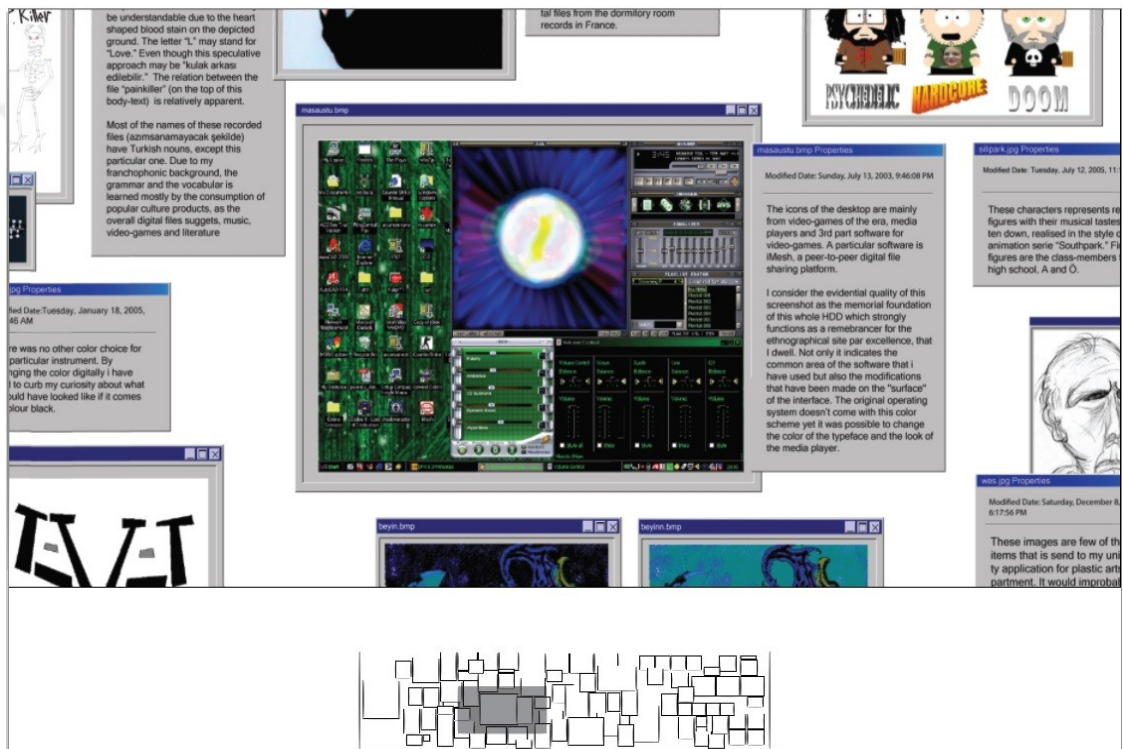 Killer
be understandable due to the heart
shaped blood stain on the depicted
ground. The letter "L" may stand for
"Love." Even though this speculative
approach may be "kulak arkası
edilebilir." The relation between the
file "painkiller" (on the top of this
body-text) is relatively apparent.
Most of the names of these recorded
files (azımsanamayacak şekilde)
have Turkish nouns, except this
particular one. Due to my
franchophonic background, the
grammar and the vocabular is
learned mostly by the consumption of
popular culture products, as the
overall digital files suggets, music,
video-games and literature
tal files from the dormitory room
records in France.
PSYCHEDELIC
HARDCORE
DOOM
masaustu.bmp
VOLUME CONTROL
masaustu.bmp Properties
Modified Date: Sunday, July 13, 2003, 9:46:08 PM
The icons of the desktop are mainly
from video-games of the era, media
players and 3rd part software for
video-games. A particular software is
iMesh, a peer-to-peer digital file
sharing platform.
I consider the evidential quality of this
screenshot as the memorial foundation
of this whole HDD which strongly
functions as a remebrancer for the
ethnographical site par excellence, that
I dwell. Not only it indicates the
common area of the software that i
have used but also the modifications
that have been made on the "surface"
of the interface. The original operating
system doesn't come with this color
scheme yet it was possible to change
the color of the typeface and the look of
the media player.
silipark.jpg Properties
Modified Date: Tuesday, July 12, 2005, 11:
These characters represents re
figures with their musical tastes
ten down, realised in the style o
animation serie "Southpark." Fi
figures are the class-members
high school, A and Ö.
jpg Properties
fied Date:Tuesday, January 18, 2005,
46 AM
re was no other color choice for
particular instrument. By
nging the color digitally i have
l to curb my curiosity about what
ould have looked like if it comes
olour black.
beyin.bmp
beyinn.bmp
wes.jpg Properties
Modified Date: Saturday, December 8,
6:17:56 PM
These images are few of th
items that is send to my uni
ty application for plastic arts
partment. It would improbal